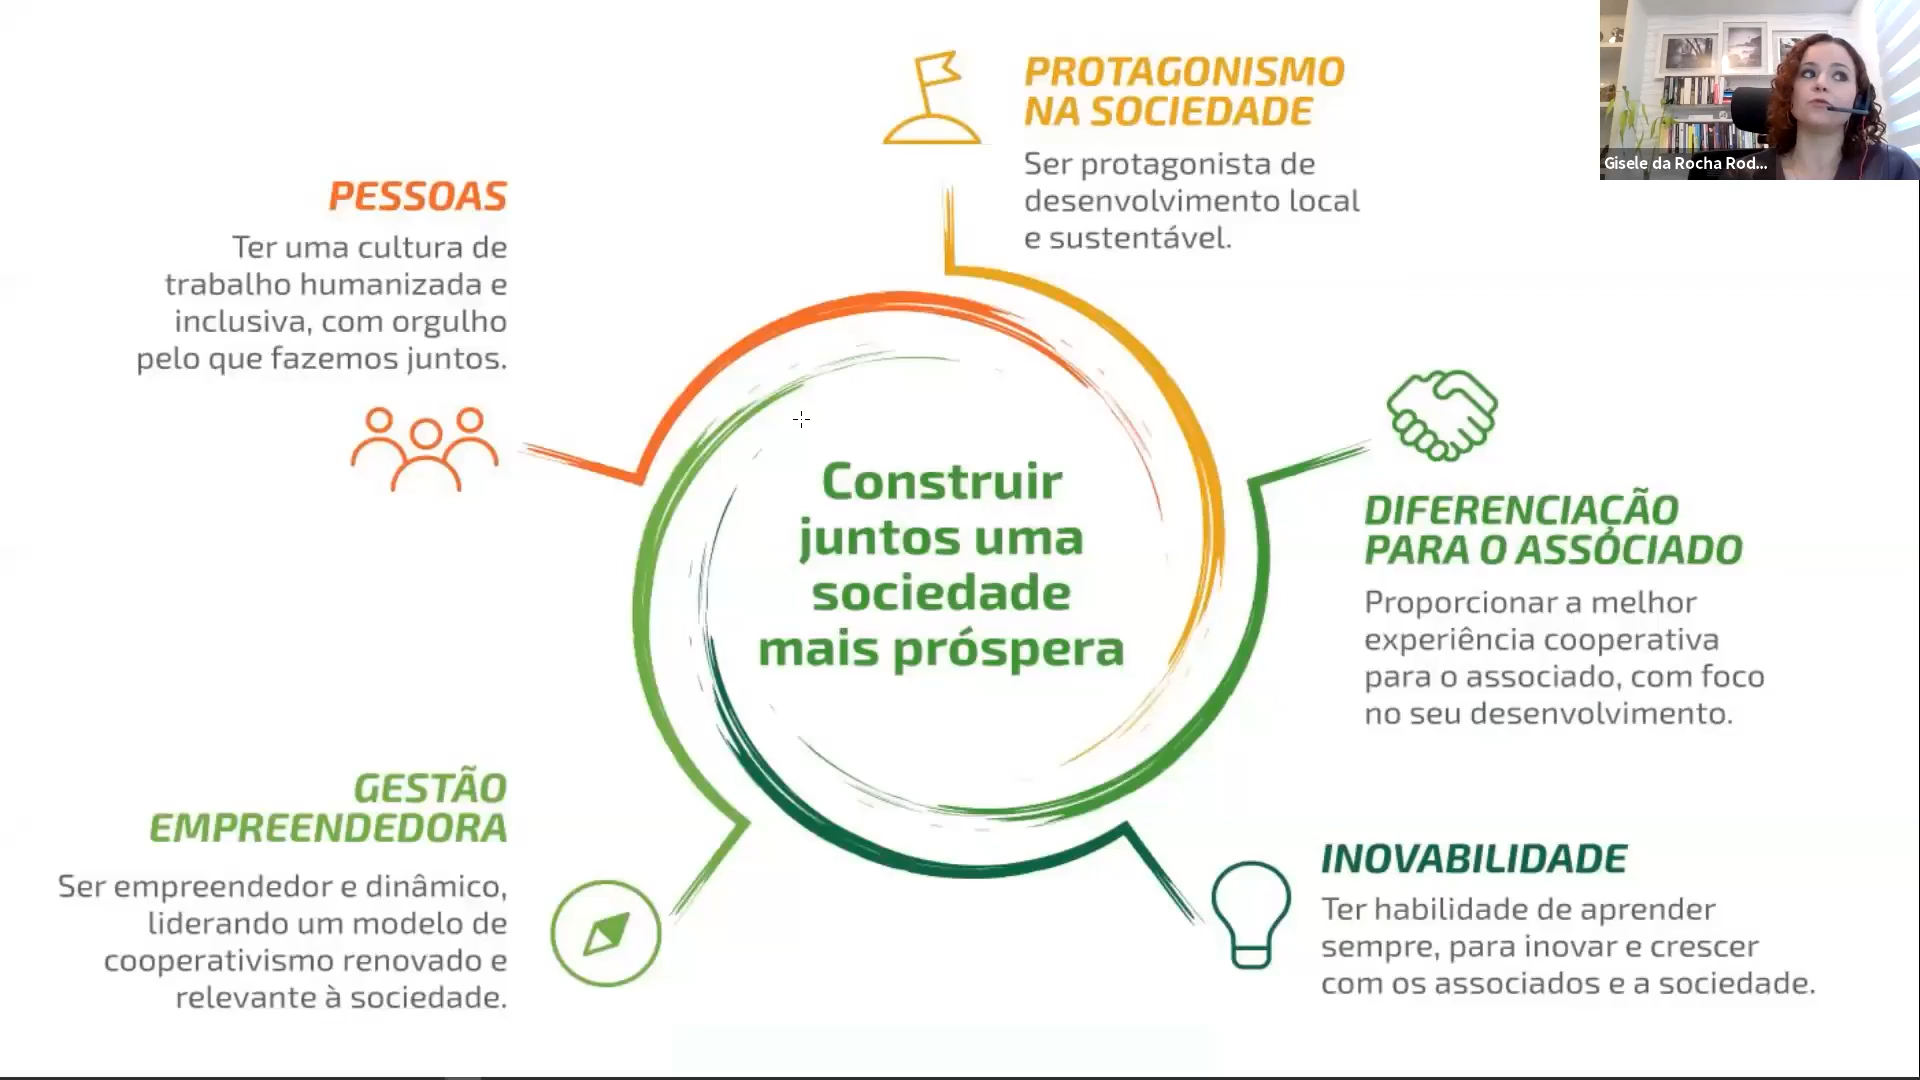 PROTAGONISMO
NA SOCIEDADE
Ser protagonista de
desenvolvimento local
e sustentável.
Gisele da Rocha Rod...
PESSOAS
Ter uma cultura de
trabalho humanizada e
inclusiva, com orgulho
pelo que fazemos juntos.
Construir
juntos uma
sociedade
mais próspera
DIFERENCIAÇÃO
PARA O ASSOCIADO
Proporcionar a melhor
experiência cooperativa
para o associado, com foco
no seu desenvolvimento.
GESTÃO
EMPREENDEDORA
Ser empreendedor e dinâmico,
liderando um modelo de
cooperativismo renovado e
relevante à sociedade.
INOVABILIDADE
Ter habilidade de aprender
sempre, para inovar e crescer
com os associados e a sociedade.